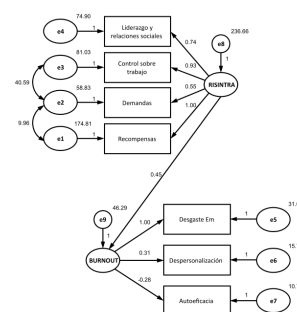 74.90
e4
1
Liderazgo y
relaciones sociales
0.74
236.66
e8
1
81.03
e3
1
Control sobre
trabajo
0.93
RISINTRA
40.59
58.83
e2
1
Demandas
0.55
9.96
174.81
e1
1
Recompensas
1.00
0.45
46.29
e9
1
BURNOUT
1.00
Desgaste Em
1
e5
0.31
Despersonalización
1
e6
-0.28
Autoeficacia
1
e7